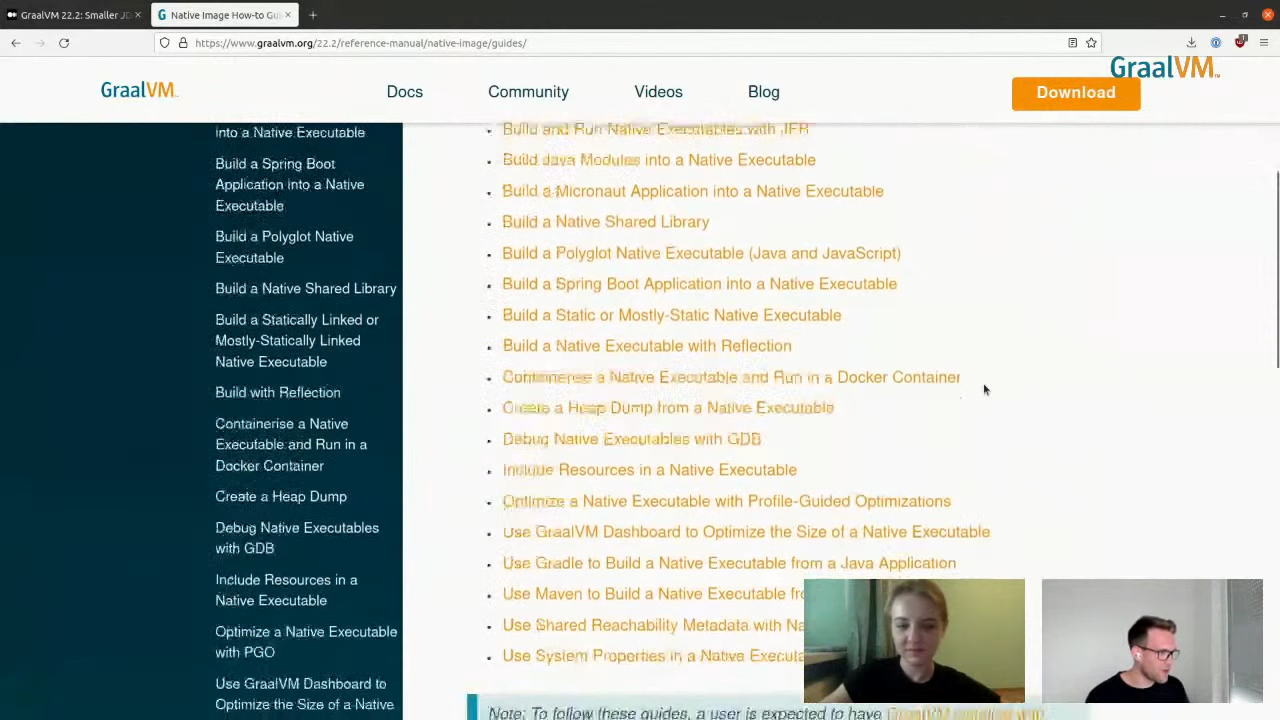 GraalVM 22.2: Smaller JD
Native Image How-to Gu
https://www.graalvm.org/22.2/reference-manual/native-image/guides/
GraalVM
GraalVM
Docs
Community
Videos
Blog
Download
into a Native Executable
Build a Spring Boot
Application into a Native
Executable
Build a Polyglot Native
Executable
Build a Native Shared Library
Build a Statically Linked or
Mostly-Statically Linked
Native Executable
Build with Reflection
Containerise a Native
Executable and Run in a
Docker Container
Create a Heap Dump
Debug Native Executables
with GDB
Include Resources in a
Native Executable
Optimize a Native Executable
with PGO
Use GraalVM Dashboard to
Optimize the Size of a Native
Build and Run Native Executables with JFR
Build Java Modules into a Native Executable
Build a Micronaut Application into a Native Executable
Build a Native Shared Library
Build a Polyglot Native Executable (Java and JavaScript)
Build a Spring Boot Application into a Native Executable
Build a Static or Mostly-Static Native Executable
Build a Native Executable with Reflection
Containerise a Native Executable and Run in a Docker Container
Create a Heap Dump from a Native Executable
Debug Native Executables with GDB
Include Resources in a Native Executable
Optimize a Native Executable with Profile-Guided Optimizations
Use GraalVM Dashboard to Optimize the Size of a Native Executable
Use Gradle to Build a Native Executable from a Java Application
Use Maven to Build a Native Executable fro
Use Shared Reachability Metadata with Na
Use System Properties in a Native Executa
Note: To follow these guides, a user is expected to have